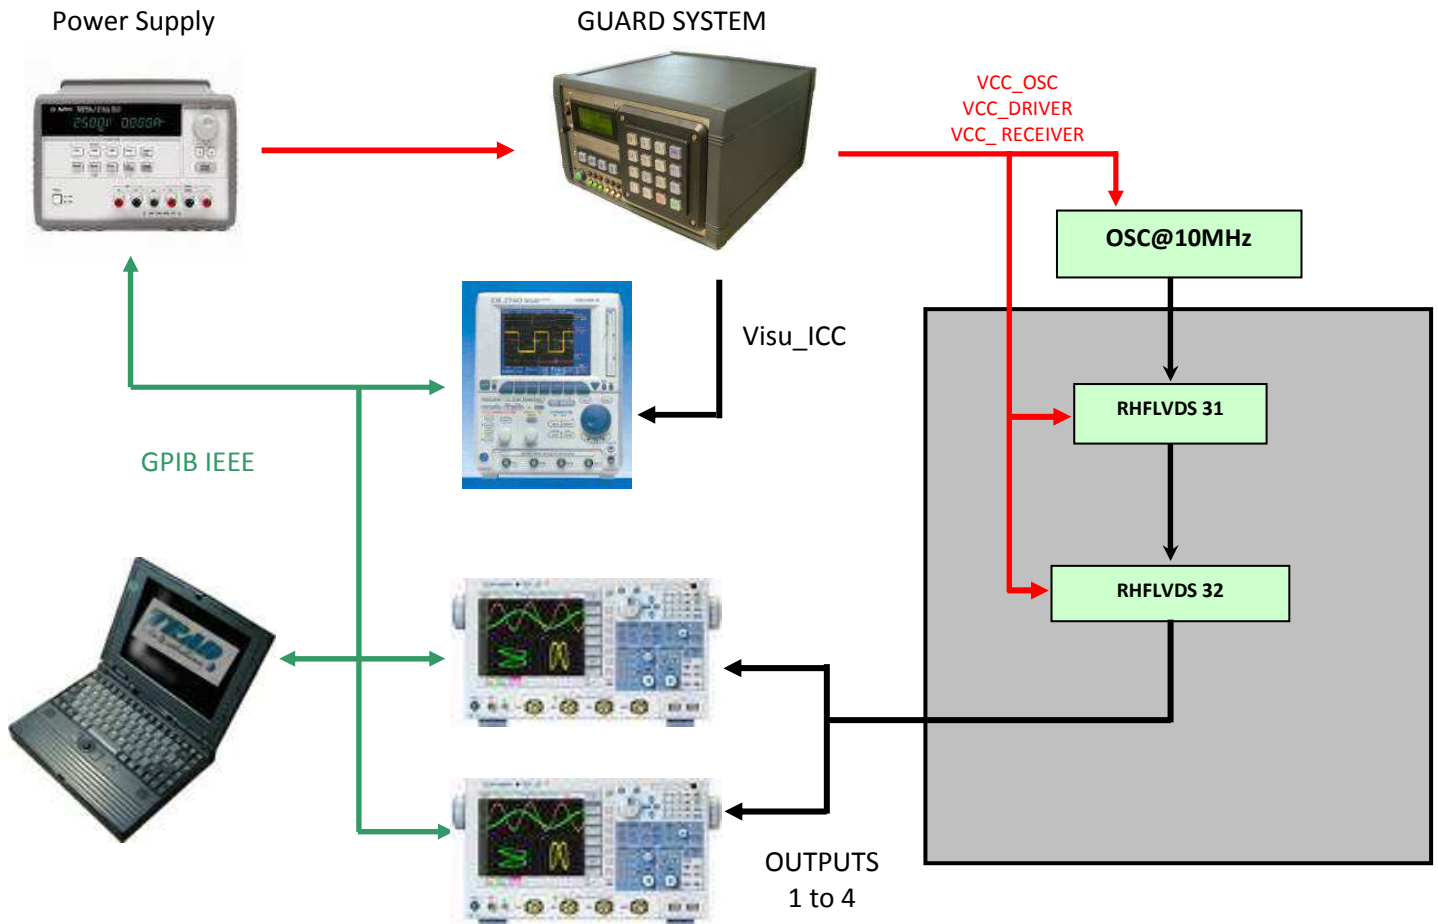 Power Supply
GUARD SYSTEM
VCC_OSC
VCC_DRIVER
VCC_ RECEIVER
OSC@10MHz
Visu_ICC
RHFLVDS 31
GPIB IEEE
RHFLVDS 32
TRAD
OUTPUTS
1 to 4